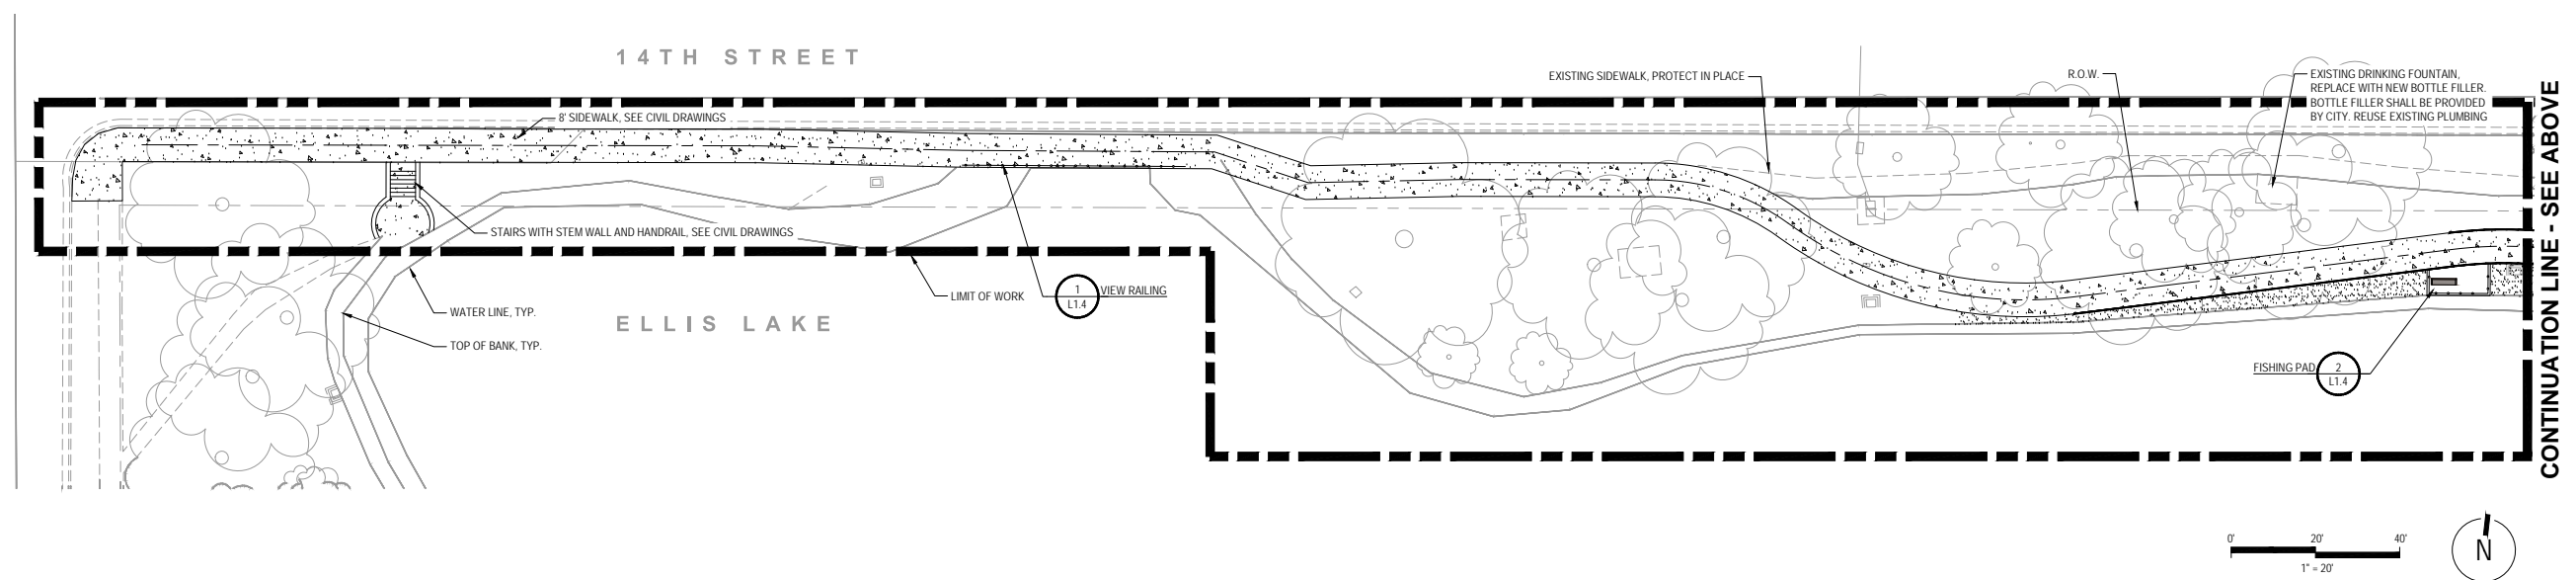 14TH STREET
EXISTING SIDEWALK, PROTECT IN PLACE
R.O.W.
EXISTING DRINKING FOUNTAIN,
REPLACE WITH NEW BOTTLE FILLER.
BOTTLE FILLER SHALL BE PROVIDED
BY CITY. REUSE EXISTING PLUMBING
8' SIDEWALK, SEE CIVIL DRAWINGS
STAIRS WITH STEM WALL AND HANDRAIL, SEE CIVIL DRAWINGS
LIMIT OF WORK
1
L1.4
VIEW RAILING
WATER LINE, TYP.
ELLIS LAKE
TOP OF BANK, TYP.
FISHING PAD
2
L1.4
CONTINUATION LINE - SEE ABOVE
0' 20' 40'
1" = 20'
N